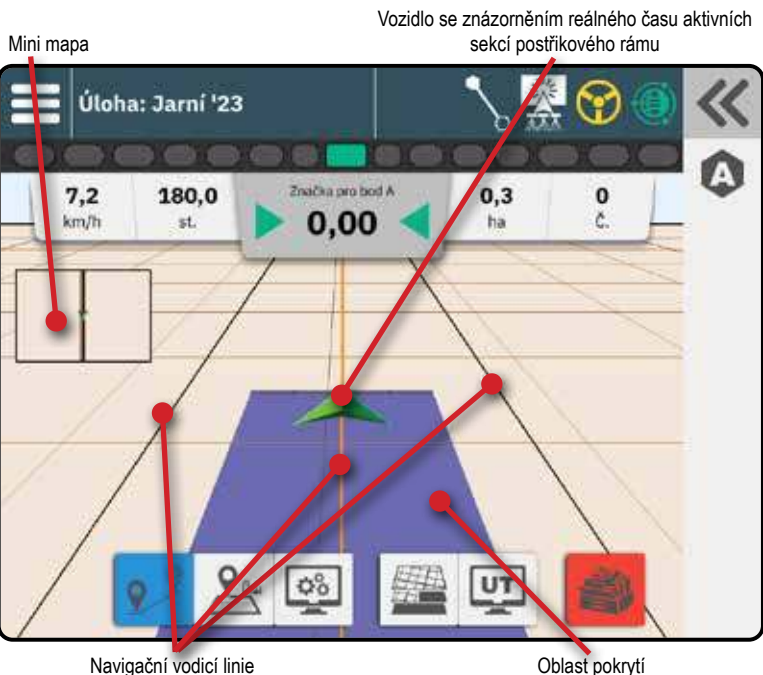 Vozidlo se znázorněním reálného času aktivních
sekcí postřikového rámu
Mini mapa
Úloha: Jarní '23
A
7,2
km/h
180,0
st.
Značka pro bod A
0,00
0,3
ha
0
č.
UT
Navigační vodicí linie
Oblast pokrytí